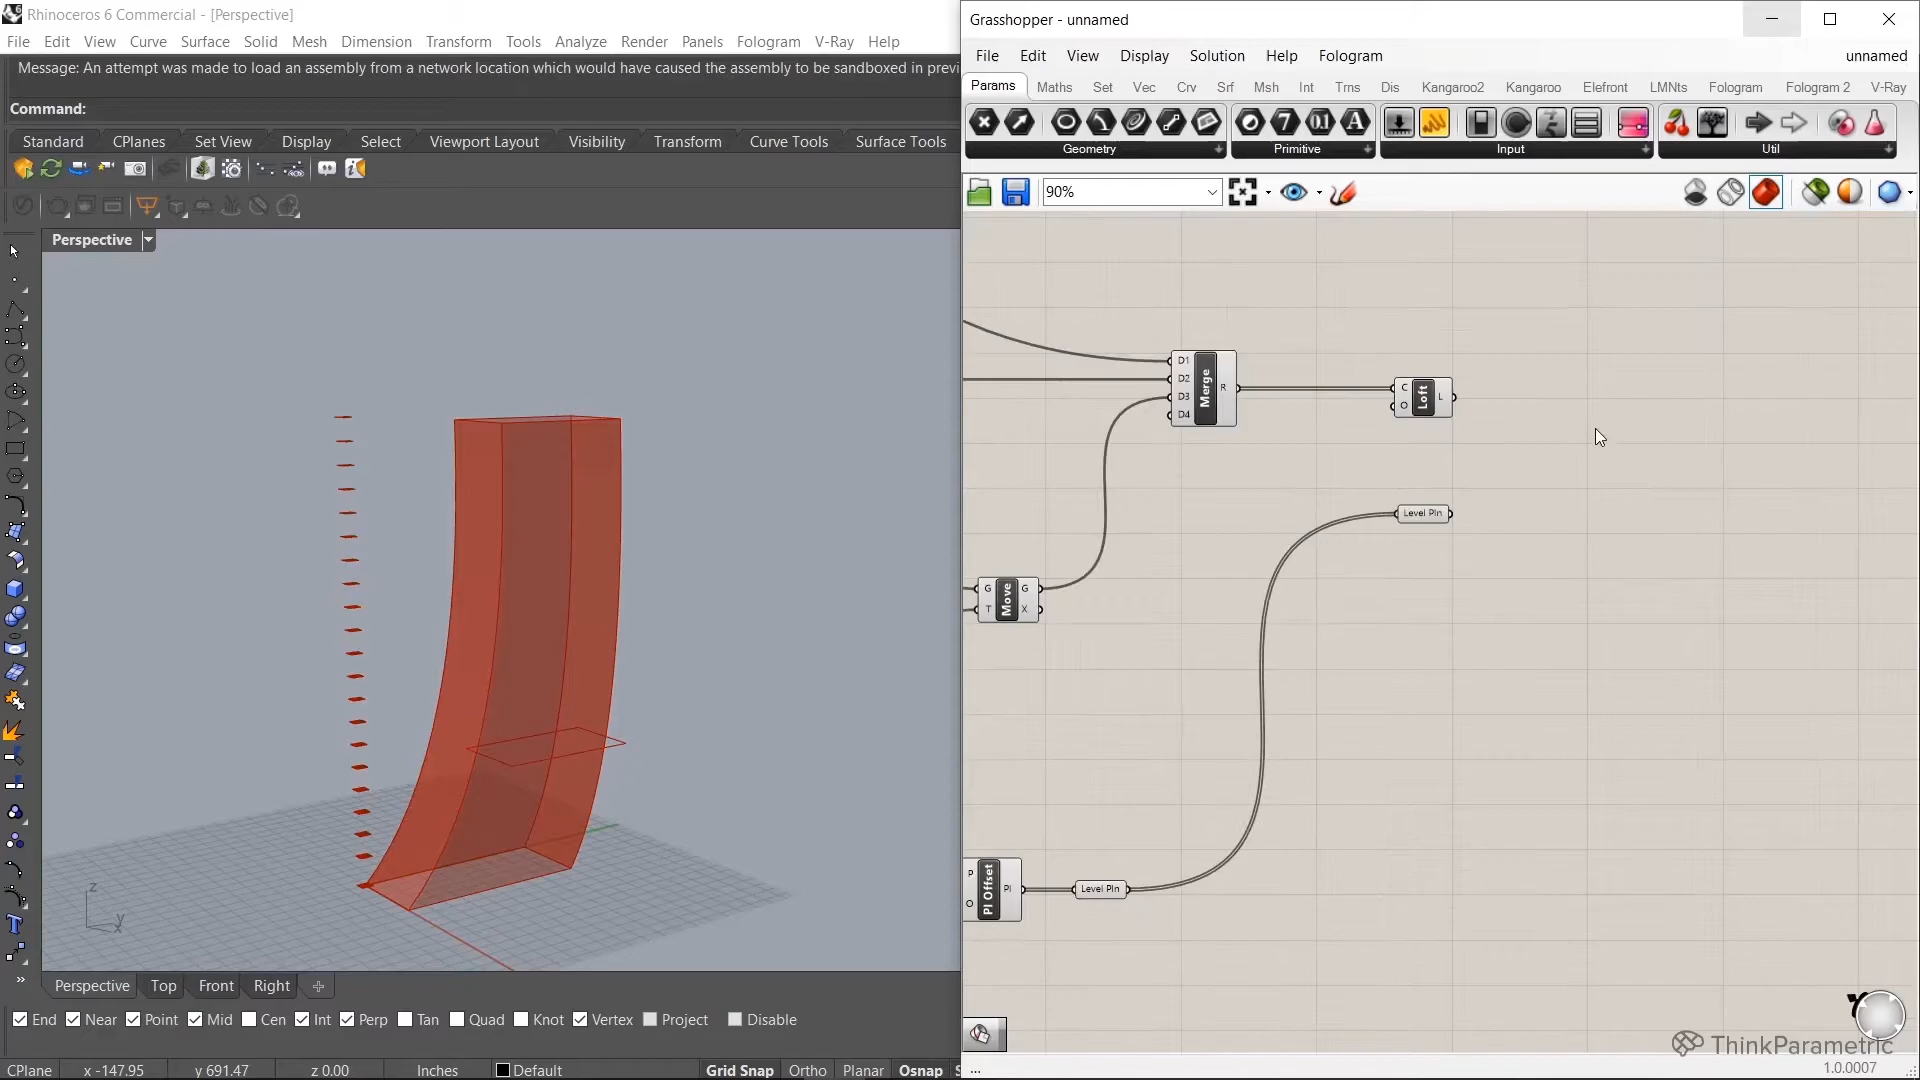 Rhinoceros 6 Commercial - [Perspective]
File Edit View Curve Surface Solid Mesh Dimension Transform Tools Analyze Render Panels Fologram V-Ray Help
Message: An attempt was made to load an assembly from a network location which would have caused the assembly to be sandboxed in previ
Command:
Standard CPlanes Set View Display Select Viewport Layout Visibility Transform Curve Tools Surface Tools
Perspective
z
y
x
Perspective Top Front Right
End Near Point Mid Cen Int Perp Tan Quad Knot Vertex Project Disable
CPlane x -147.95 y 691.47 z 0.00 Inches Default Grid Snap Ortho Planar Osnap S
Grasshopper - unnamed
File Edit View Display Solution Help Fologram unnamed
Params Maths Set Vec Crv Srf Msh Int Trns Dis Kangaroo2 Kangaroo Elefront LMNts Fologram Fologram 2 V-Ray
Geometry Primitive Input Util
90%
D1
D2
D3
D4
Merge
R
C
O
Loft
L
Level Pln
G
T
Move
G
X
P
O
Pl Offset
Pl
Level Pln
ThinkParametric
...
1.0.0007